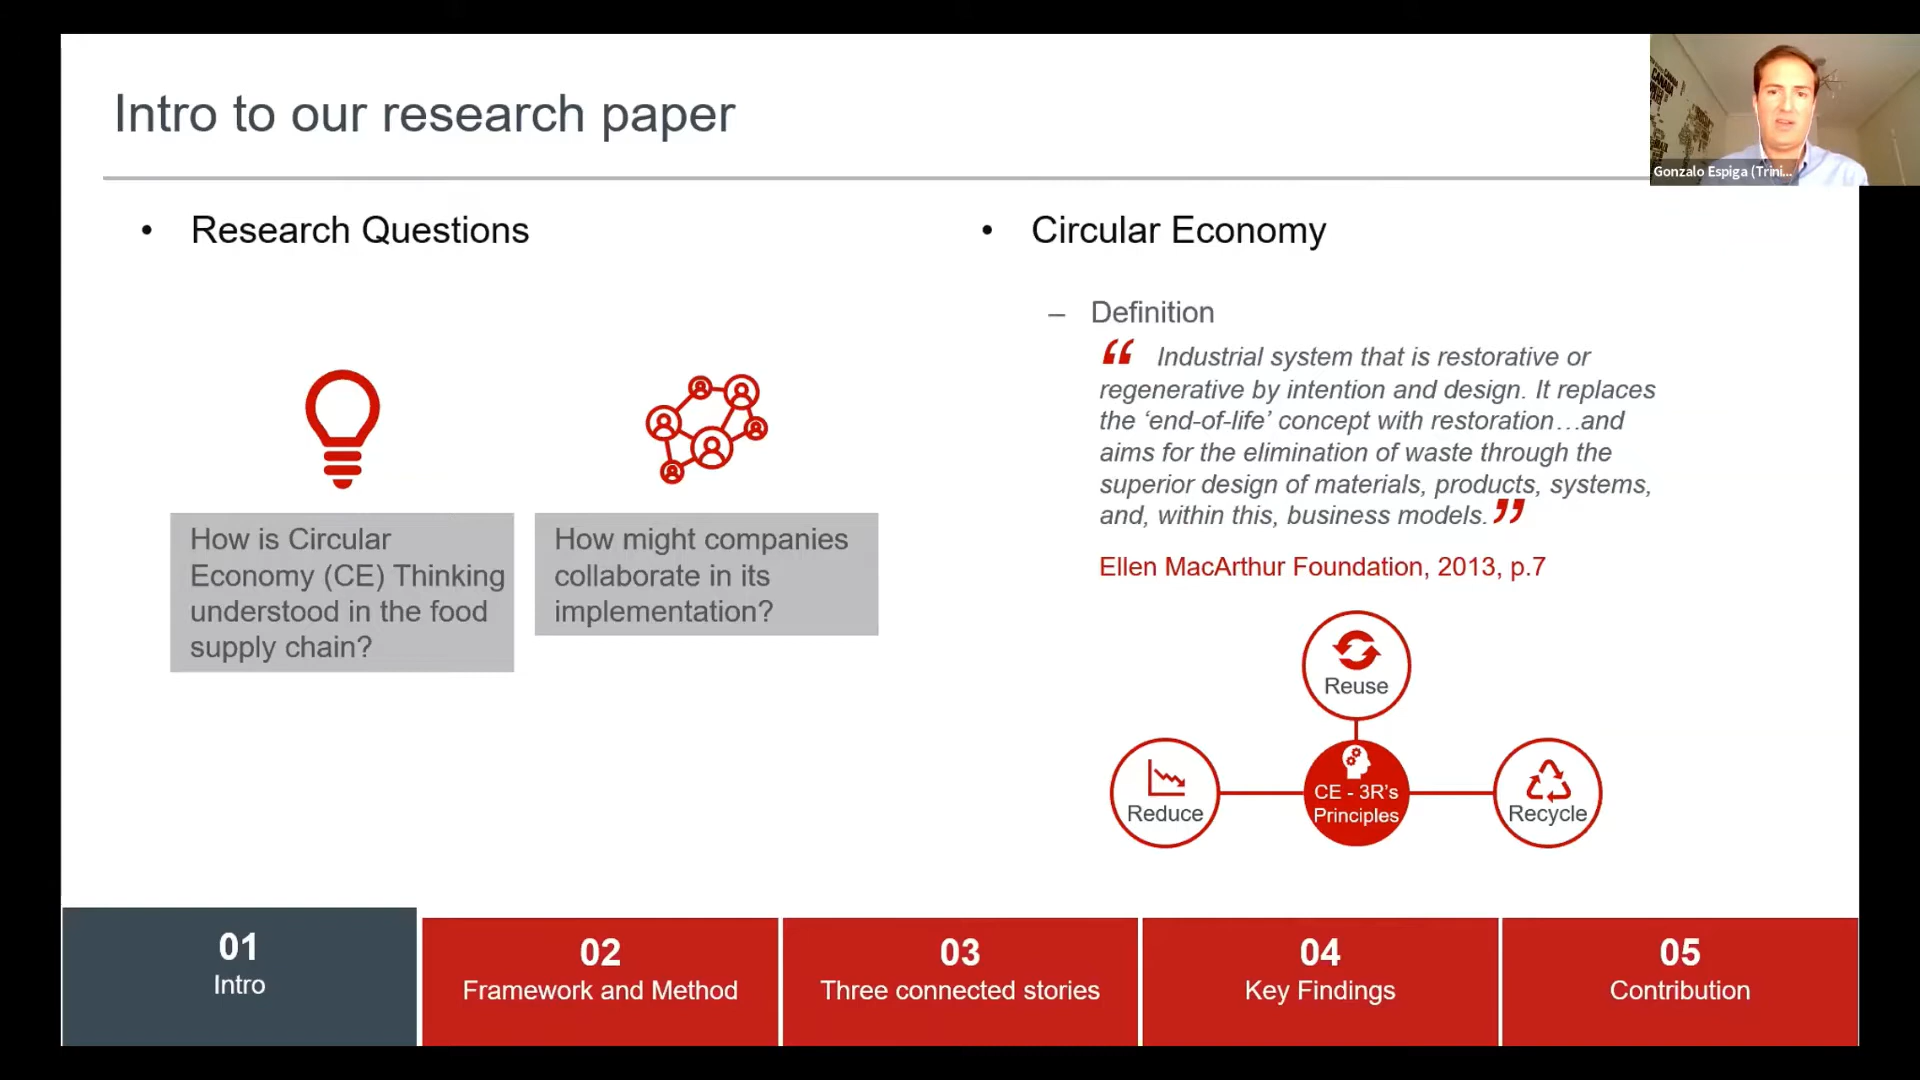 Intro to our research paper
Gonzalo Espiga (Trini...
• Research Questions
How is Circular
Economy (CE) Thinking
understood in the food
supply chain?
How might companies
collaborate in its
implementation?
• Circular Economy
– Definition
“ Industrial system that is restorative or
regenerative by intention and design. It replaces
the ‘end-of-life’ concept with restoration…and
aims for the elimination of waste through the
superior design of materials, products, systems,
and, within this, business models.”
Ellen MacArthur Foundation, 2013, p.7
Reuse
Reduce
CE - 3R’s
Principles
Recycle
01
Intro
02
Framework and Method
03
Three connected stories
04
Key Findings
05
Contribution